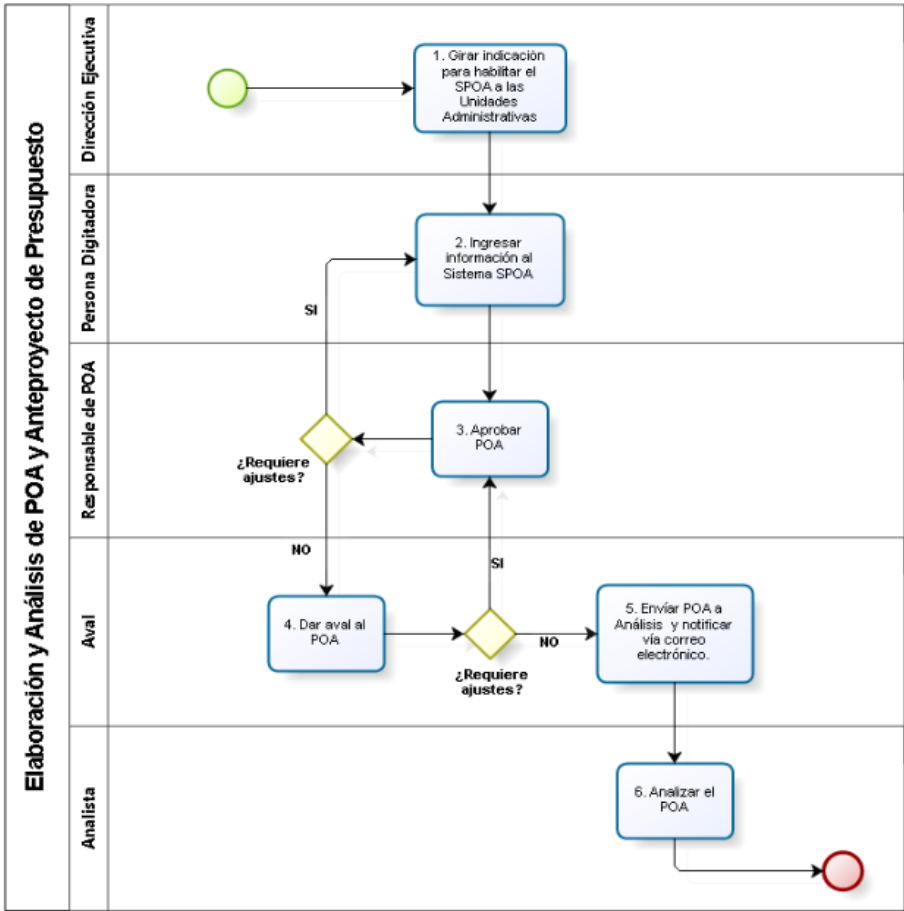 Elaboración y Análisis de POA y Anteproyecto de Presupuesto
Dirección Ejecutiva
1. Girar indicación
para habilitar el
SPOA a las
Unidades
Administrativas
Persona Digitadora
2. Ingresar
información al
Sistema SPOA
SI
Responsable de POA
3. Aprobar
POA
¿Requiere
ajustes?
NO
SI
Aval
4. Dar aval al
POA
NO
¿Requiere
ajustes?
5. Envíar POA a
Análisis y notificar
vía correo
electrónico.
Analista
6. Analizar el
POA